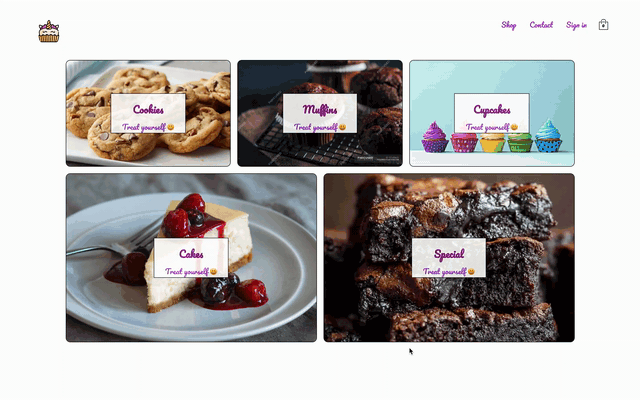 Shop Contact Sign in
0
Cookies
Treat yourself 😀
Muffins
Treat yourself 😀
Cupcakes
Treat yourself 😀
Cakes
Treat yourself 😀
Special
Treat yourself 😀